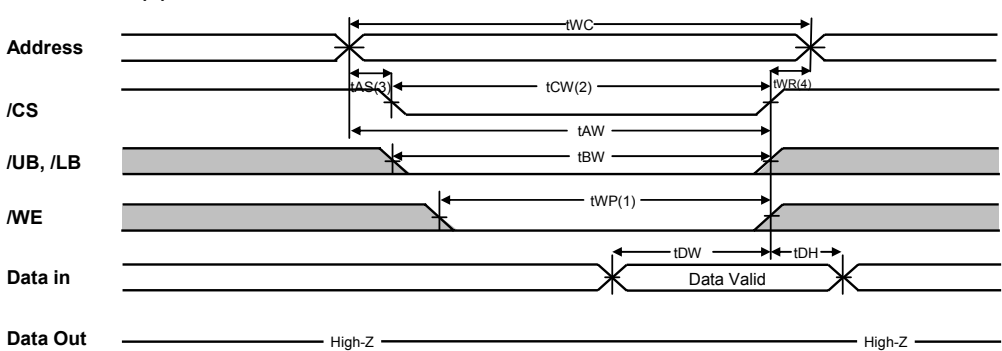 tWC
Address
tAS(3) tCW(2) tWR(4)
/CS
tAW
/UB, /LB tBW
/WE tWP(1)
tDW tDH
Data in Data Valid
Data Out High-Z High-Z